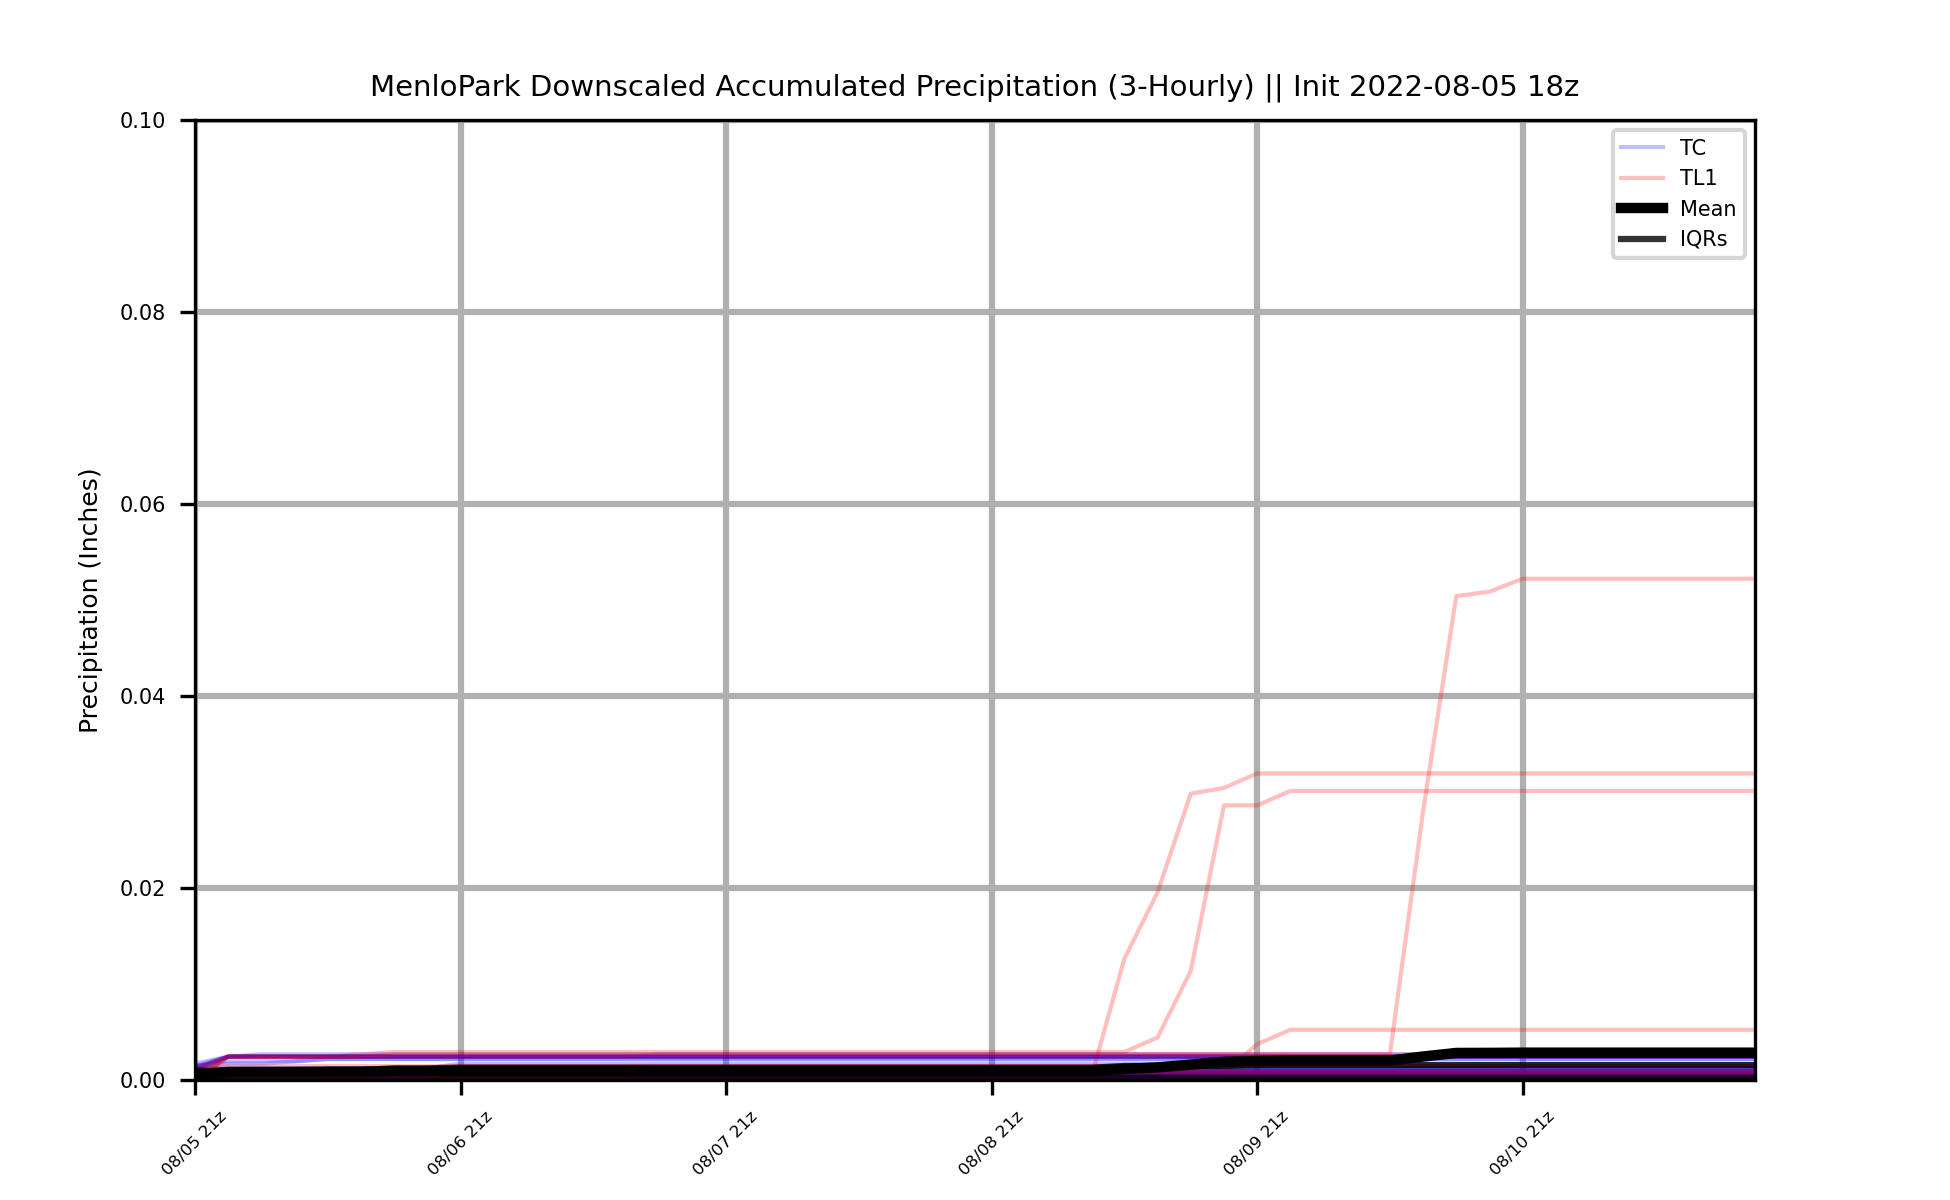 MenloPark Downscaled Accumulated Precipitation (3-Hourly) || Init 2022-08-05 18z
TC
TL1
Mean
IQRs
Precipitation (Inches)
0.10
0.08
0.06
0.04
0.02
0.00
08/05 21z
08/06 21z
08/07 21z
08/08 21z
08/09 21z
08/10 21z